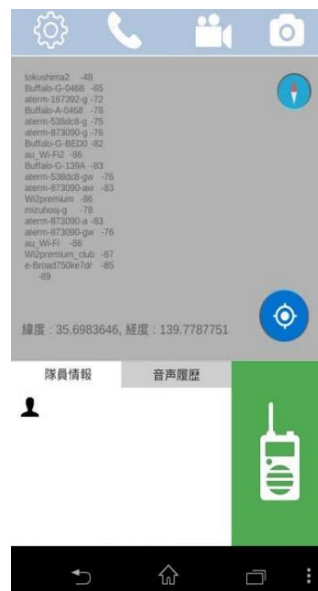 tokushima2 -48
Buffalo-G-0468 -65
aterm-167392-g -72
Buffalo-A-0468 -78
aterm-538dc8-g -75
aterm-873090-g -76
Buffalo-G-BED0 -82
au_Wi-Fi2 -86
Buffalo-G-139A -83
aterm-538dc8-gw -76
aterm-873090-aw -83
Wi2premium -86
mizuhosj-g -78
aterm-873090-a -83
aterm-873090-gw -76
au_Wi-Fi -86
Wi2premium_club -87
e-Broad750ke7dr -85
-89
緯度 : 35.6983646, 経度 : 139.7787751
隊員情報
音声履歴